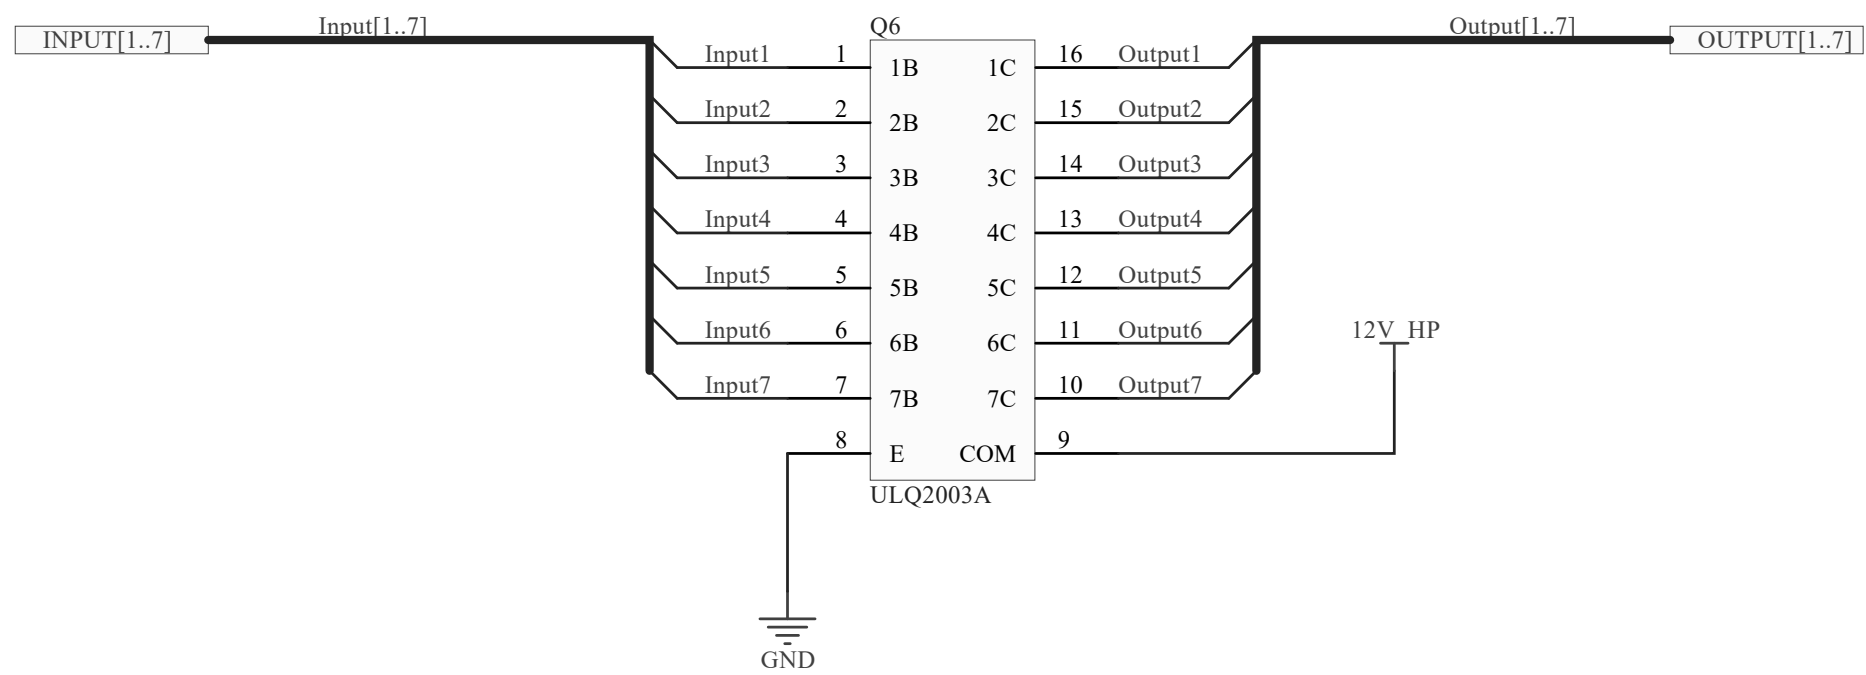 INPUT[1..7]
Input[1..7]
Q6
Output[1..7]
OUTPUT[1..7]
Input1 1 1B 1C 16 Output1
Input2 2 2B 2C 15 Output2
Input3 3 3B 3C 14 Output3
Input4 4 4B 4C 13 Output4
Input5 5 5B 5C 12 Output5
Input6 6 6B 6C 11 Output6
12V_HP
Input7 7 7B 7C 10 Output7
8 E COM 9
ULQ2003A
GND